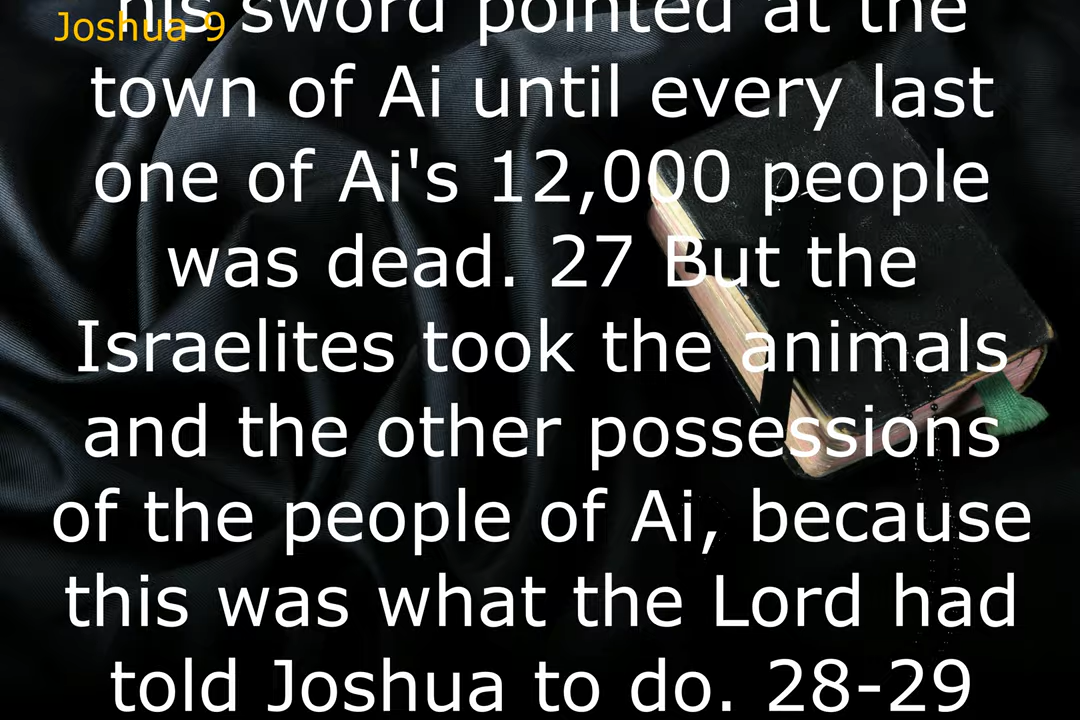 Joshua 9
his sword pointed at the
town of Ai until every last
one of Ai's 12,000 people
was dead. 27 But the
Israelites took the animals
and the other possessions
of the people of Ai, because
this was what the Lord had
told Joshua to do. 28-29